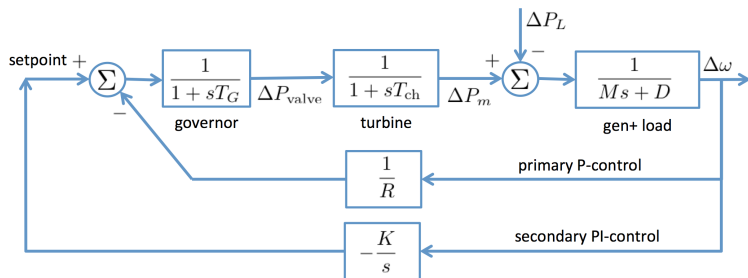 ΔP_L
setpoint + Σ 1/(1 + sT_G) ΔP_valve 1/(1 + sT_ch) + ΔP_m Σ − 1/(Ms + D) Δω
−
governor turbine gen+ load
1/R primary P-control
−K/s secondary PI-control